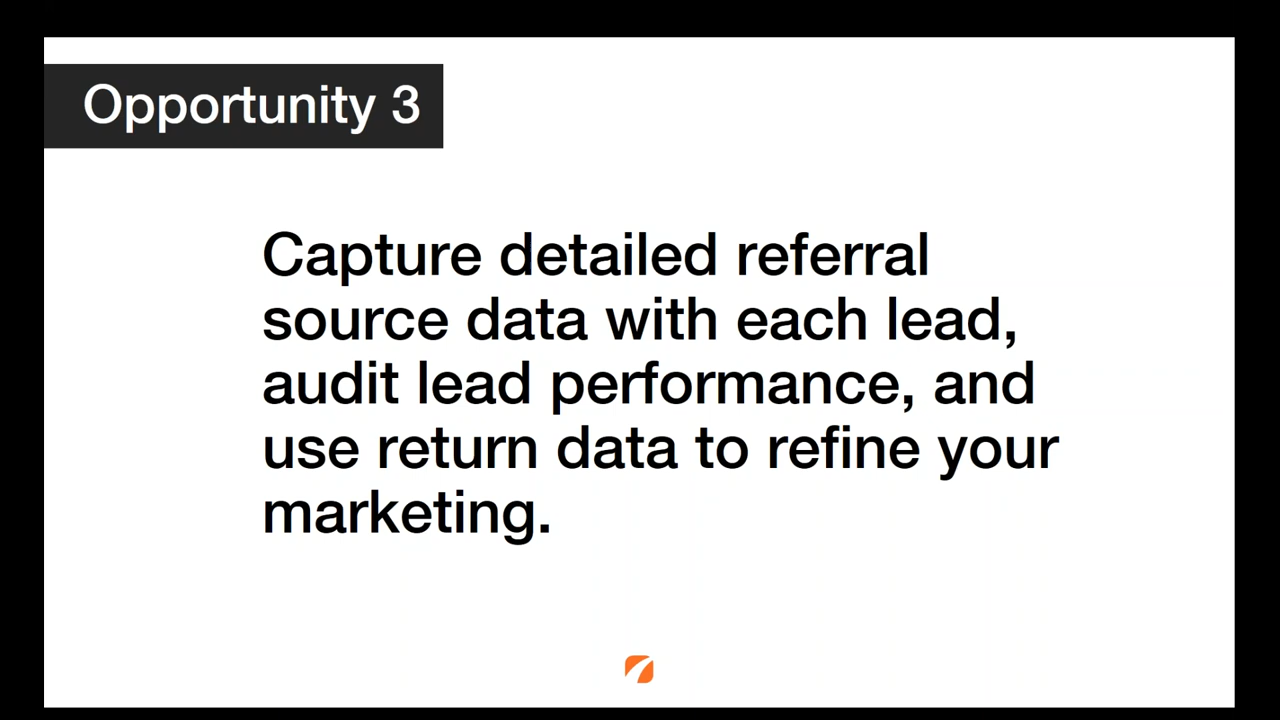 Opportunity 3
Capture detailed referral
source data with each lead,
audit lead performance, and
use return data to refine your
marketing.